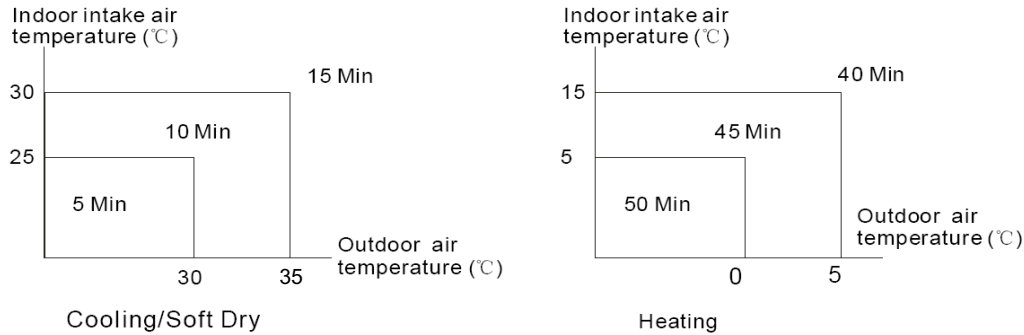 Indoor intake air
temperature (℃)
15 Min
30
10 Min
25
5 Min
Outdoor air
temperature (℃)
30
35
Cooling/Soft Dry
Indoor intake air
temperature (℃)
40 Min
15
45 Min
5
50 Min
Outdoor air
temperature (℃)
0
5
Heating